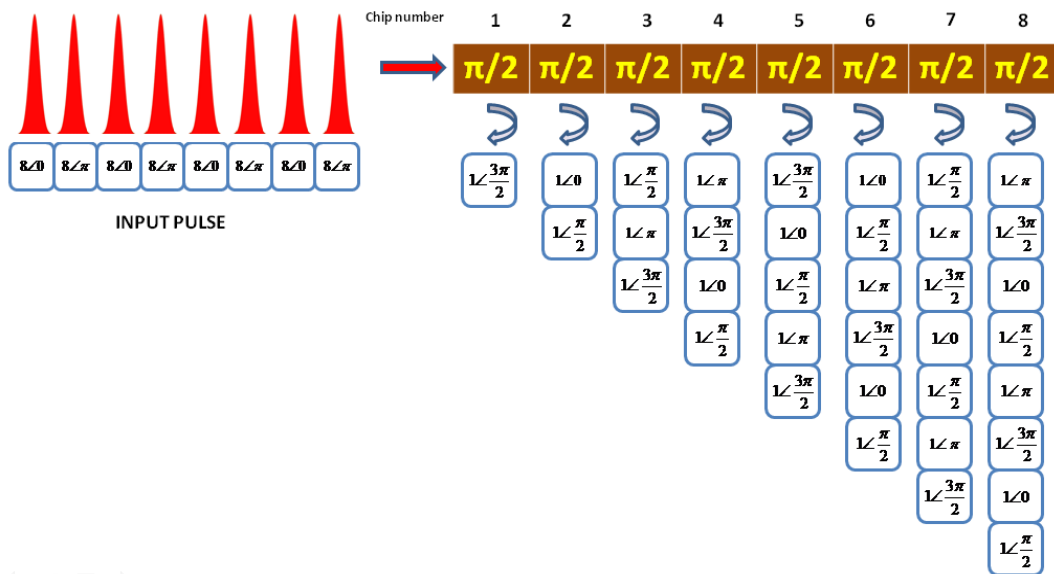 Chip number 1 2 3 4 5 6 7 8
π/2 π/2 π/2 π/2 π/2 π/2 π/2 π/2
8∠0 8∠π 8∠0 8∠π 8∠0 8∠π 8∠0 8∠π
INPUT PULSE
1∠3π/2 1∠0 1∠π/2 1∠π 1∠3π/2 1∠0 1∠π/2 1∠π
1∠π/2 1∠π 1∠3π/2 1∠0 1∠π/2 1∠π 1∠3π/2
1∠3π/2 1∠0 1∠π/2 1∠π 1∠3π/2 1∠0
1∠π/2 1∠π 1∠3π/2 1∠0 1∠π/2
1∠3π/2 1∠0 1∠π/2 1∠π
1∠π/2 1∠π 1∠3π/2
1∠3π/2 1∠0
1∠π/2